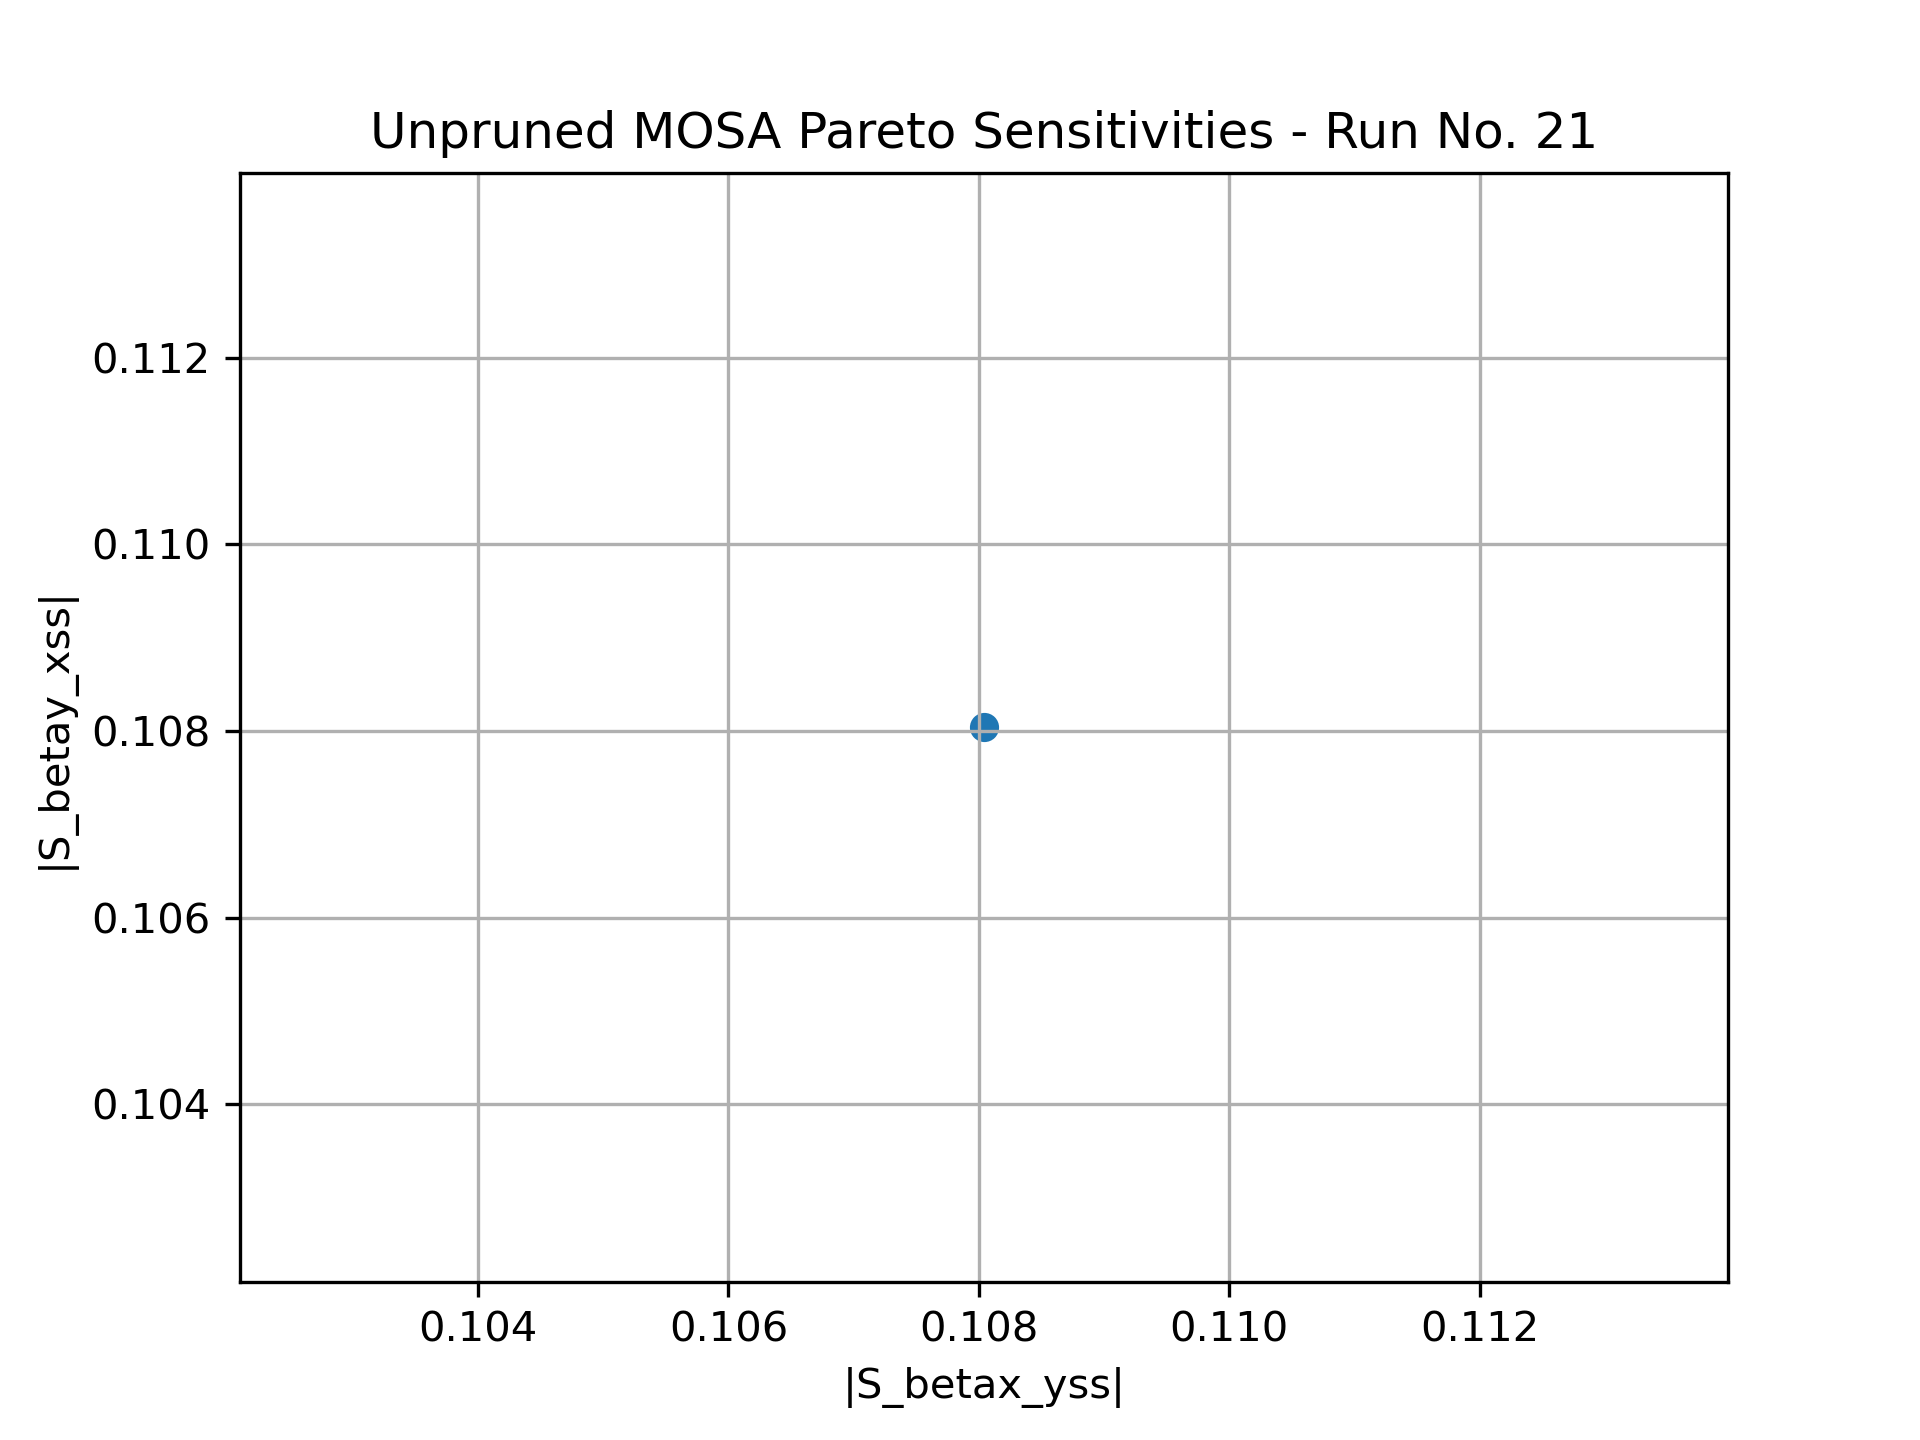 Unpruned MOSA Pareto Sensitivities - Run No. 21
0.112
0.110
0.108
0.106
0.104
|S_betay_xss|
0.104 0.106 0.108 0.110 0.112
|S_betax_yss|